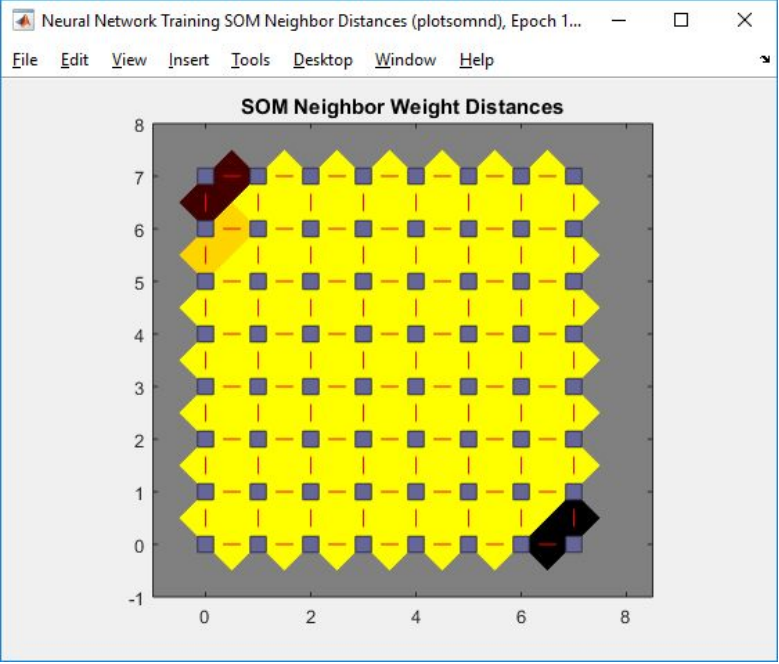 Neural Network Training SOM Neighbor Distances (plotsomnd), Epoch 1...
File Edit View Insert Tools Desktop Window Help
SOM Neighbor Weight Distances
8
7
6
5
4
3
2
1
0
-1
0 2 4 6 8